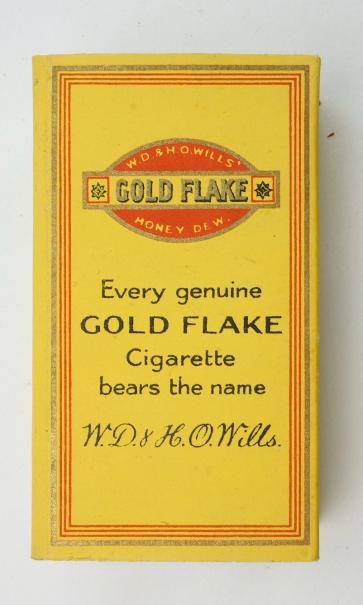 W.D. & H.O. WILLS'
GOLD FLAKE
HONEY DEW.
Every genuine
GOLD FLAKE
Cigarette
bears the name
W.D. & H.O. Wills.